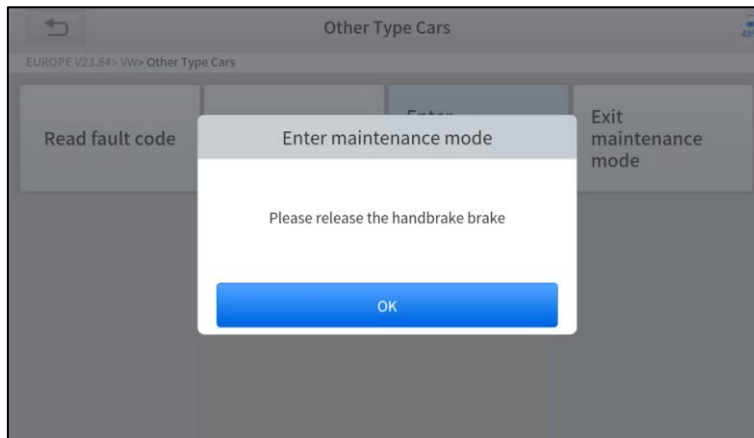 Other Type Cars
EUROPE V23.64> VW> Other Type Cars
Read fault code
Exit
maintenance
mode
Enter maintenance mode
Please release the handbrake brake
OK